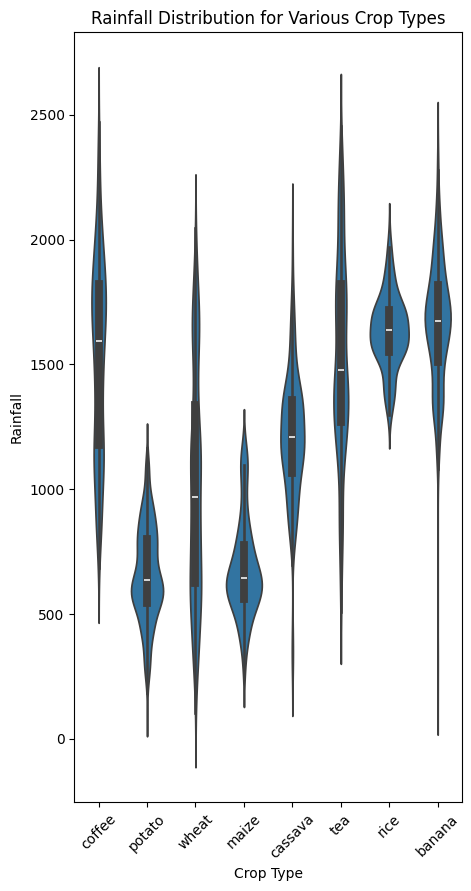 Rainfall Distribution for Various Crop Types
2500
2000
1500
1000
500
0
Rainfall
coffee
potato
wheat
maize
cassava
tea
rice
banana
Crop Type